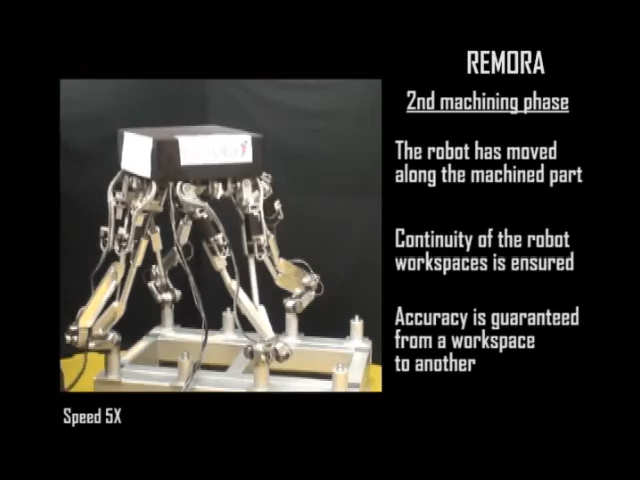 REMORA
2nd machining phase
The robot has moved
along the machined part
Continuity of the robot
workspaces is ensured
Accuracy is guaranteed
from a workspace
to another
Speed 5X